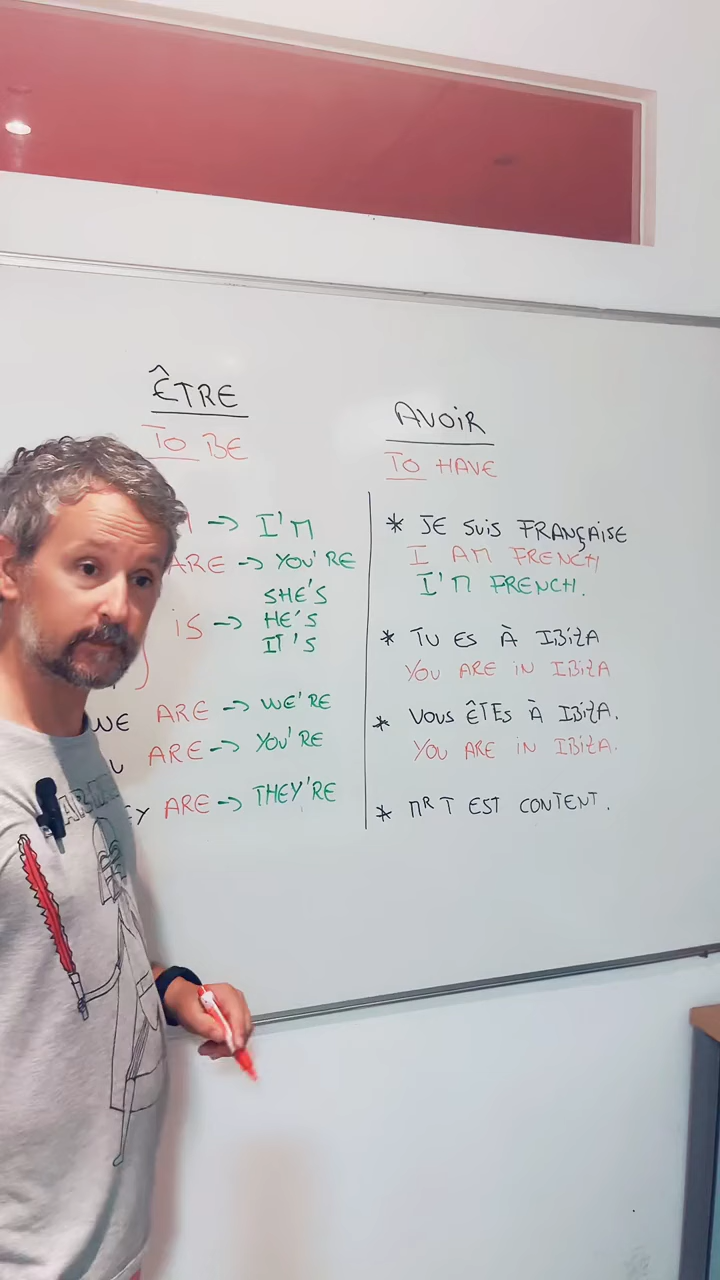 ÊTRE
TO BE
→ I'M
ARE → YOU'RE
SHE'S
IS → HE'S
IT'S
WE ARE → WE'RE
ARE → YOU'RE
ARE → THEY'RE
AVOIR
TO HAVE
* JE SUIS FRANÇAISE
I AM FRENCH
I'M FRENCH.
* TU ES À IBIZA
YOU ARE IN IBIZA
* VOUS ÊTES À IBIZA.
YOU ARE IN IBIZA.
* MR T EST CONTENT.